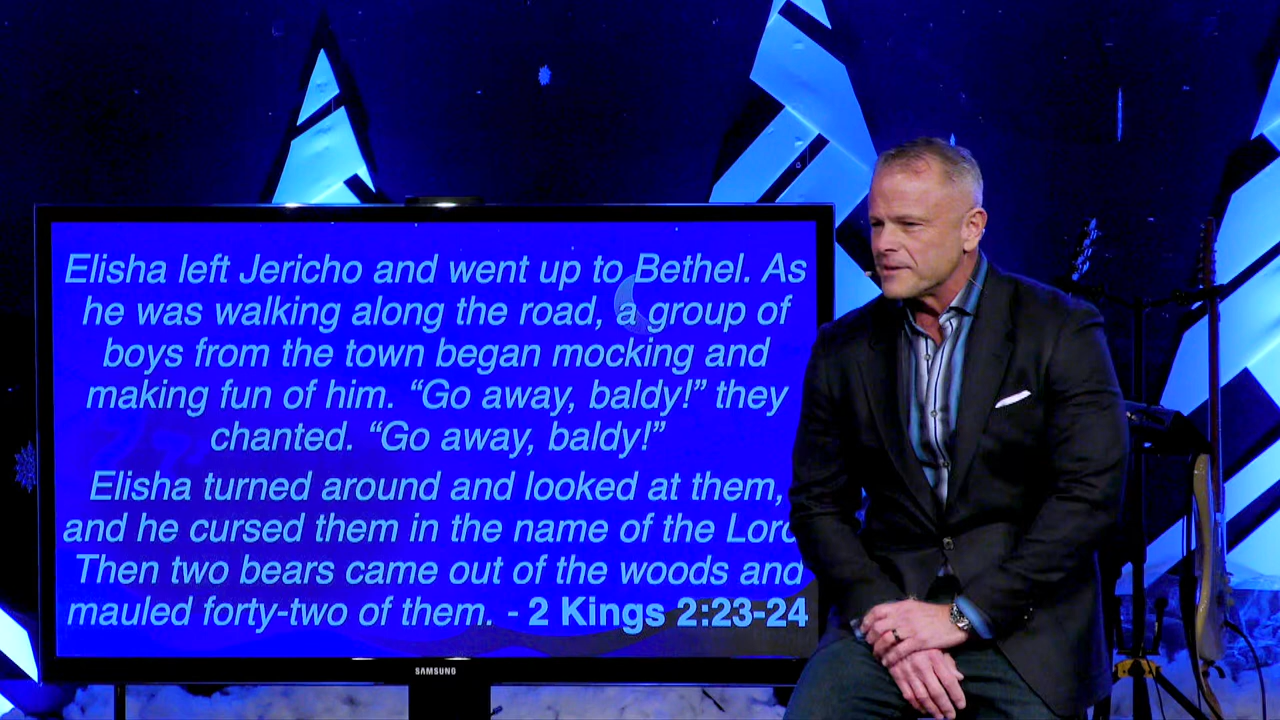 Elisha left Jericho and went up to Bethel. As
he was walking along the road, a group of
boys from the town began mocking and
making fun of him. “Go away, baldy!” they
chanted. “Go away, baldy!”
Elisha turned around and looked at them,
and he cursed them in the name of the Lord
Then two bears came out of the woods and
mauled forty-two of them. - 2 Kings 2:23-24
SAMSUNG